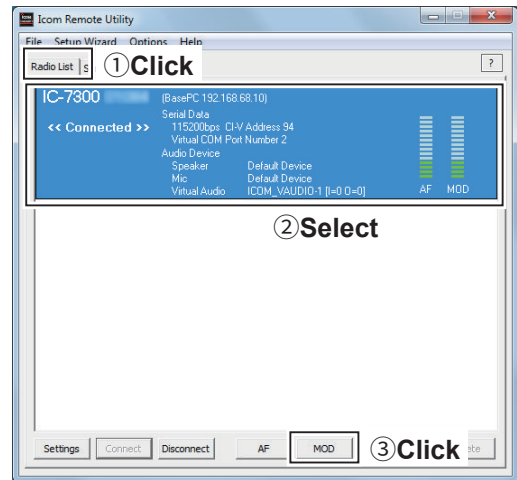 Icom Remote Utility
File Setup Wizard Options Help
Radio List S ①Click ?
IC-7300 (BasePC 192.168.68.10)
Serial Data
<< Connected >> 115200bps CI-V Address 94
Virtual COM Port Number 2
Audio Device
Speaker Default Device
Mic Default Device
Virtual Audio ICOM_VAUDIO-1 [I=0 O=0] AF MOD
②Select
Settings Connect Disconnect AF MOD ③Click ete